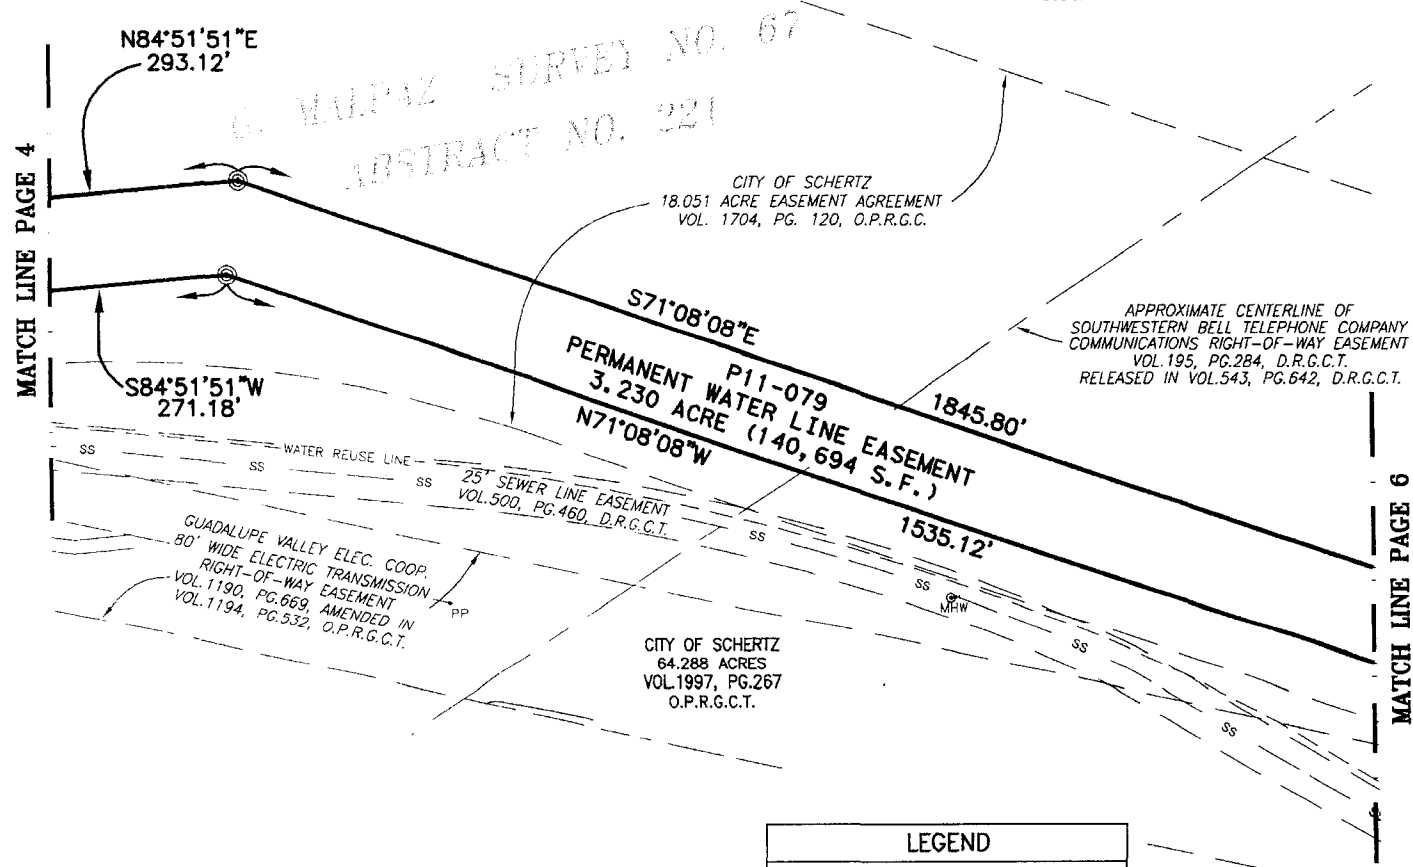 N84°51'51"E
293.12'
G. MALPAZ SURVEY NO. 67
ABSTRACT NO. 221
MATCH LINE PAGE 4
CITY OF SCHERTZ
18.051 ACRE EASEMENT AGREEMENT
VOL. 1704, PG. 120, O.P.R.G.C.
S84°51'51"W
271.18'
S71°08'08"E
1845.80'
P11-079
PERMANENT WATER LINE EASEMENT
3.230 ACRE (140,694 S.F.)
N71°08'08"W
1535.12'
APPROXIMATE CENTERLINE OF
SOUTHWESTERN BELL TELEPHONE COMPANY
COMMUNICATIONS RIGHT-OF-WAY EASEMENT
VOL.195, PG.284, D.R.G.C.T.
RELEASED IN VOL.543, PG.642, D.R.G.C.T.
SS
WATER REUSE LINE
SS
SS
25' SEWER LINE EASEMENT
VOL.500, PG.460, D.R.G.C.T.
SS
GUADALUPE VALLEY ELEC. COOP.
80' WIDE ELECTRIC TRANSMISSION
RIGHT-OF-WAY EASEMENT
VOL.1190, PG.669, AMENDED IN
VOL.1194, PG.532, O.P.R.G.C.T.
PP
SS
MHW
SS
SS
CITY OF SCHERTZ
64.288 ACRES
VOL.1997, PG.267
O.P.R.G.C.T.
MATCH LINE PAGE 6
LEGEND